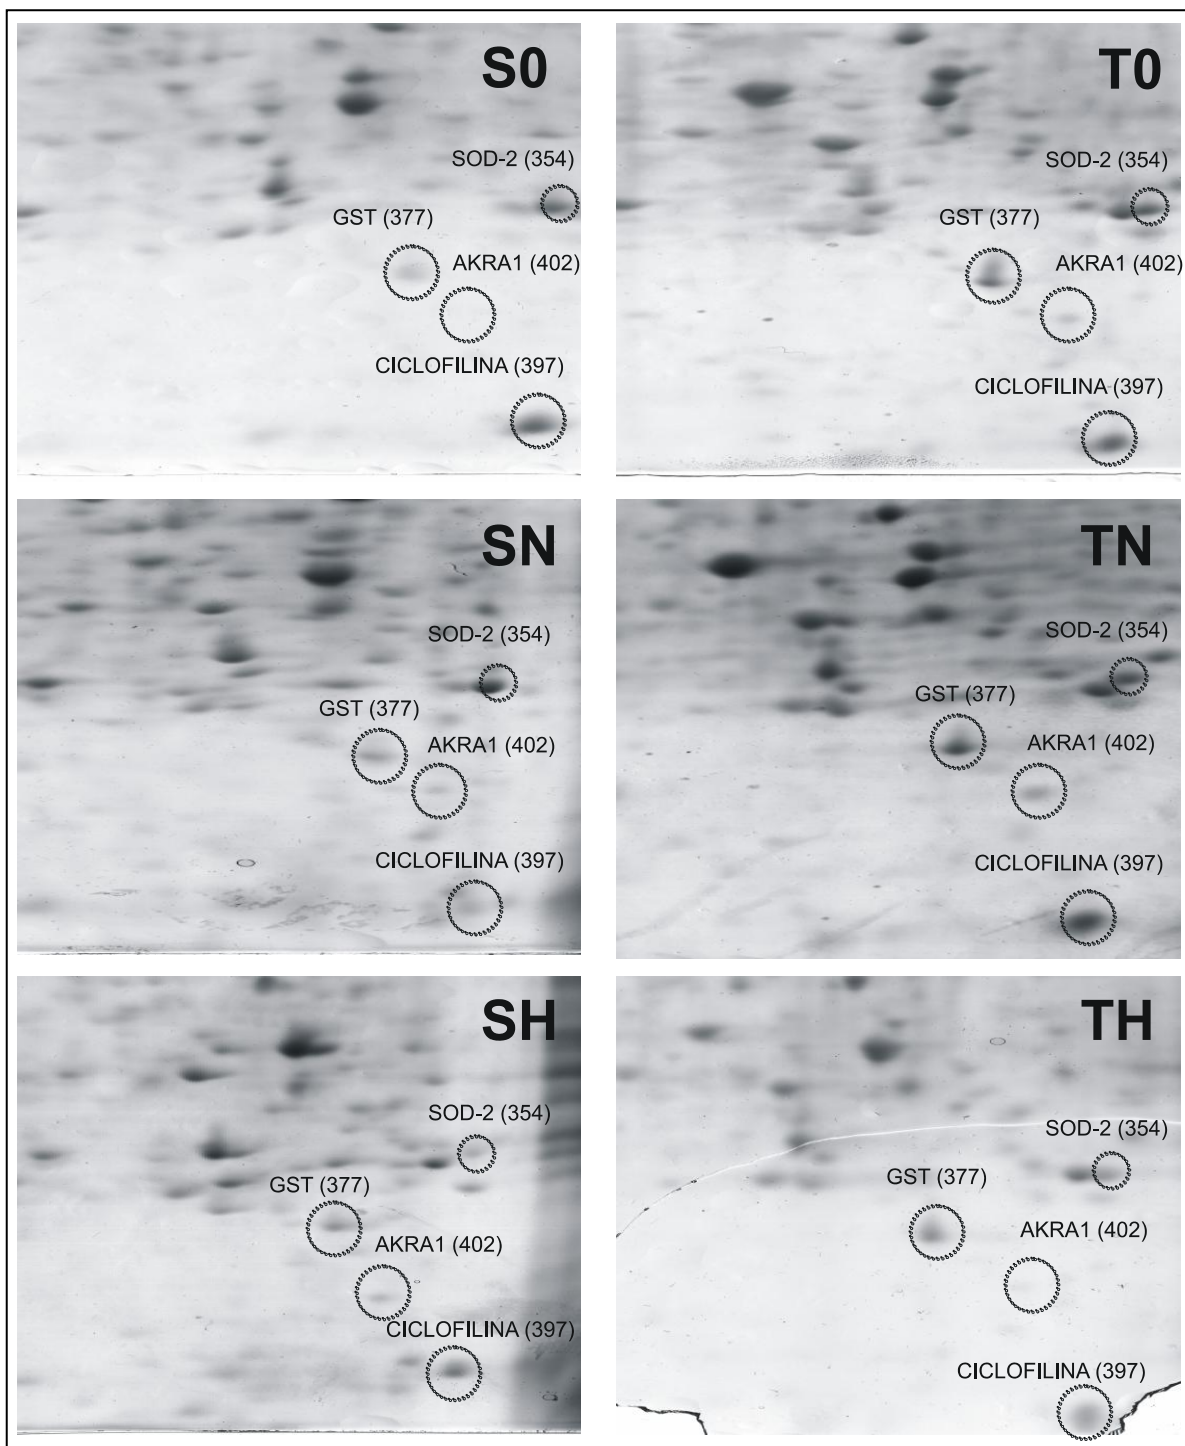 S0
SOD-2 (354)
GST (377)
AKRA1 (402)
CICLOFILINA (397)
T0
SOD-2 (354)
GST (377)
AKRA1 (402)
CICLOFILINA (397)
SN
SOD-2 (354)
GST (377)
AKRA1 (402)
CICLOFILINA (397)
TN
SOD-2 (354)
GST (377)
AKRA1 (402)
CICLOFILINA (397)
SH
SOD-2 (354)
GST (377)
AKRA1 (402)
CICLOFILINA (397)
TH
SOD-2 (354)
GST (377)
AKRA1 (402)
CICLOFILINA (397)